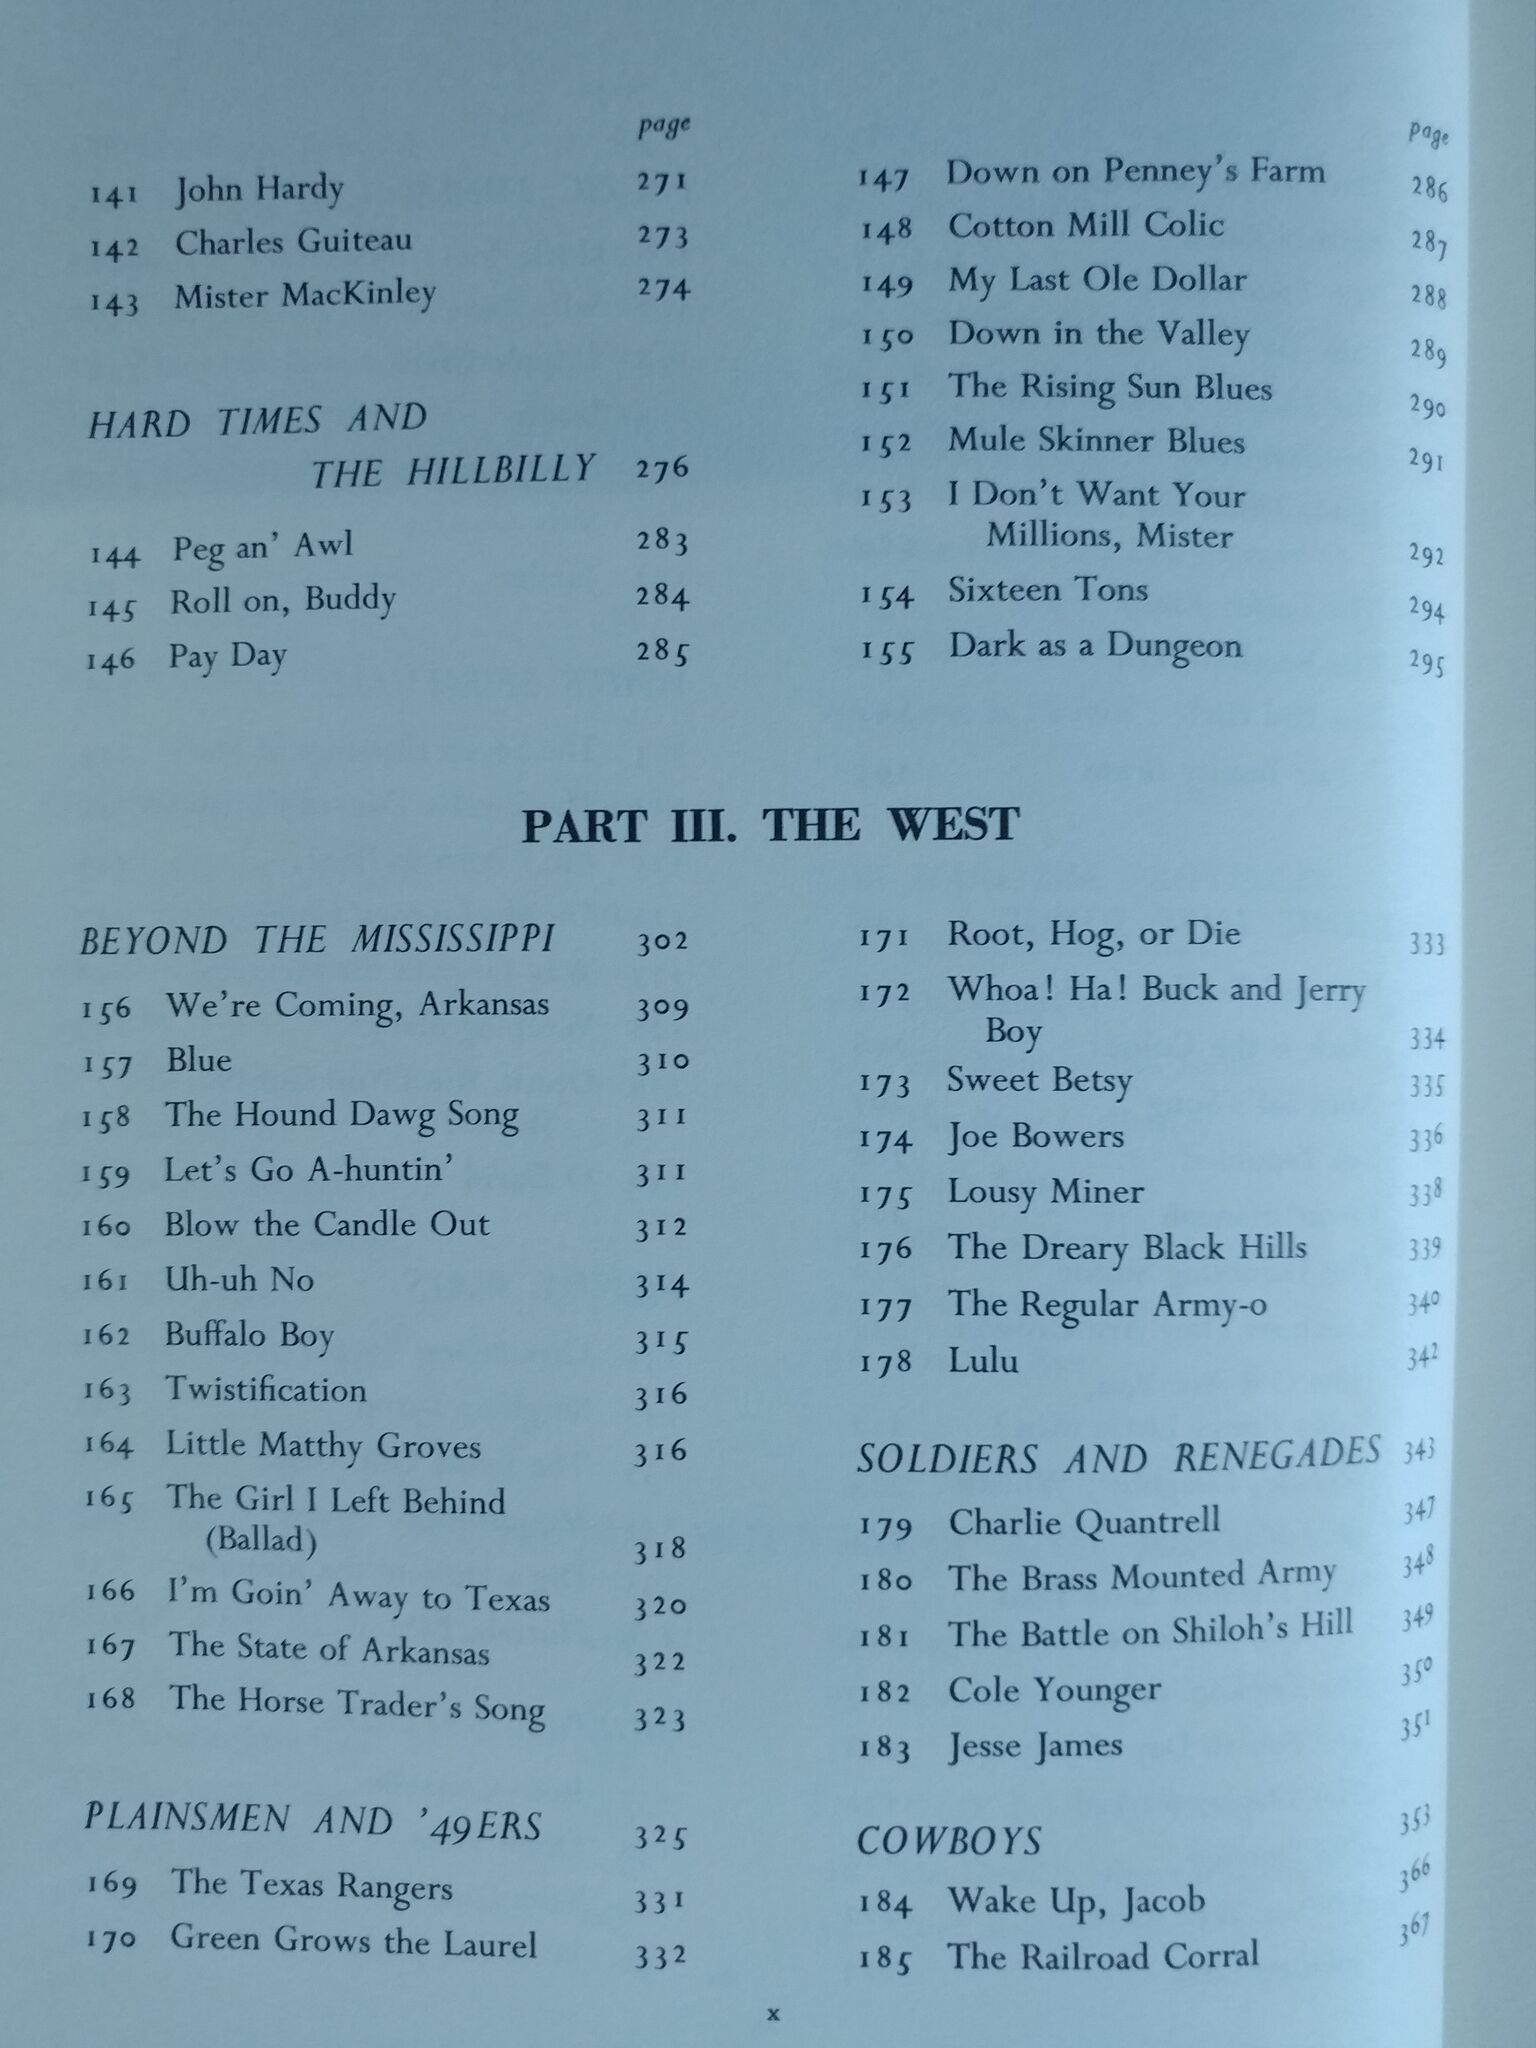 page
141 John Hardy 271
142 Charles Guiteau 273
143 Mister MacKinley 274
HARD TIMES AND
THE HILLBILLY 276
144 Peg an' Awl 283
145 Roll on, Buddy 284
146 Pay Day 285
page
147 Down on Penney's Farm 286
148 Cotton Mill Colic 287
149 My Last Ole Dollar 288
150 Down in the Valley 289
151 The Rising Sun Blues 290
152 Mule Skinner Blues 291
153 I Don't Want Your
Millions, Mister 292
154 Sixteen Tons 294
155 Dark as a Dungeon 295
PART III. THE WEST
BEYOND THE MISSISSIPPI 302
156 We're Coming, Arkansas 309
157 Blue 310
158 The Hound Dawg Song 311
159 Let's Go A-huntin' 311
160 Blow the Candle Out 312
161 Uh-uh No 314
162 Buffalo Boy 315
163 Twistification 316
164 Little Matthy Groves 316
165 The Girl I Left Behind
(Ballad) 318
166 I'm Goin' Away to Texas 320
167 The State of Arkansas 322
168 The Horse Trader's Song 323
PLAINSMEN AND '49ERS 325
169 The Texas Rangers 331
170 Green Grows the Laurel 332
171 Root, Hog, or Die 333
172 Whoa! Ha! Buck and Jerry
Boy 334
173 Sweet Betsy 335
174 Joe Bowers 336
175 Lousy Miner 338
176 The Dreary Black Hills 339
177 The Regular Army-o 340
178 Lulu 342
SOLDIERS AND RENEGADES 343
179 Charlie Quantrell 347
180 The Brass Mounted Army 348
181 The Battle on Shiloh's Hill 349
182 Cole Younger 350
183 Jesse James 351
COWBOYS 353
184 Wake Up, Jacob 366
185 The Railroad Corral 367
x